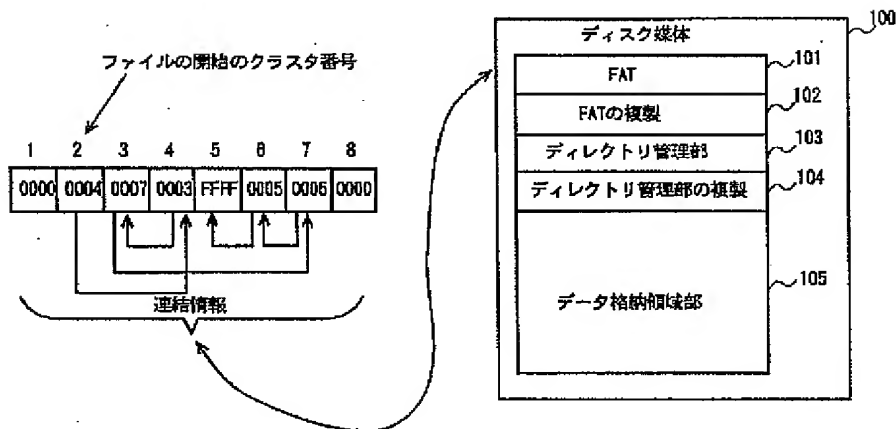 ファイルの開始のクラスタ番号
1 2 3 4 5 6 7 8
0000 0004 0007 0003 FFFF 0005 0006 0000
連結情報
100
ディスク媒体
FAT
101
FATの複製
102
ディレクトリ管理部
103
ディレクトリ管理部の複製
104
データ格納領域部
105